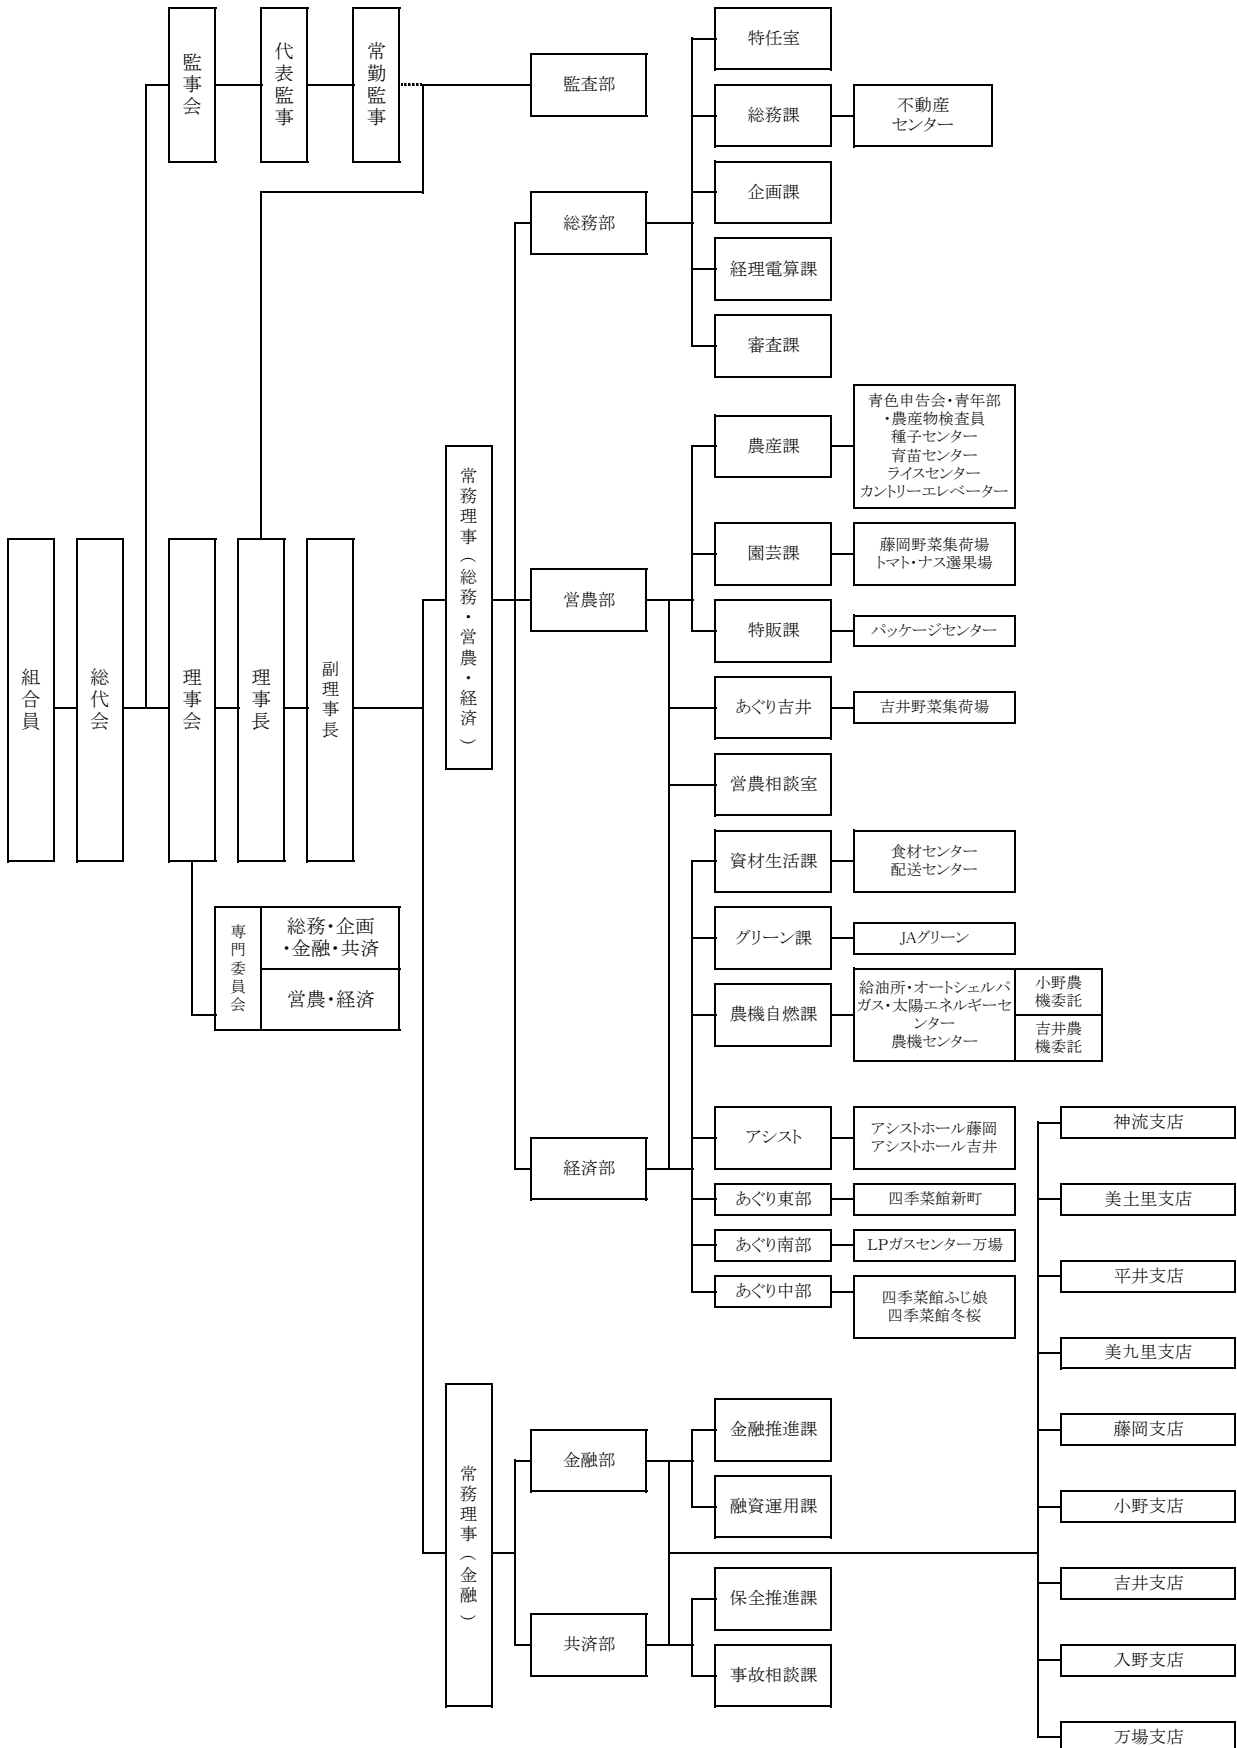 組合員
総代会
監事会
代表監事
常勤監事
理事会
理事長
副理事長
専門委員会
総務・企画
・金融・共済
営農・経済
監査部
常務理事（総務・営農・経済）
総務部
特任室
総務課
不動産
センター
企画課
経理電算課
審査課
営農部
農産課
青色申告会・青年部
・農産物検査員
種子センター
育苗センター
ライスセンター
カントリーエレベーター
園芸課
藤岡野菜集荷場
トマト・ナス選果場
特販課
パッケージセンター
あぐり吉井
吉井野菜集荷場
営農相談室
経済部
資材生活課
食材センター
配送センター
グリーン課
JAグリーン
農機自燃課
給油所・オートシェルパ
ガス・太陽エネルギーセ
ンター
農機センター
小野農
機委託
吉井農
機委託
アシスト
アシストホール藤岡
アシストホール吉井
あぐり東部
四季菜館新町
あぐり南部
LPガスセンター万場
あぐり中部
四季菜館ふじ娘
四季菜館冬桜
常務理事（金融）
金融部
金融推進課
融資運用課
共済部
保全推進課
事故相談課
神流支店
美土里支店
平井支店
美九里支店
藤岡支店
小野支店
吉井支店
入野支店
万場支店